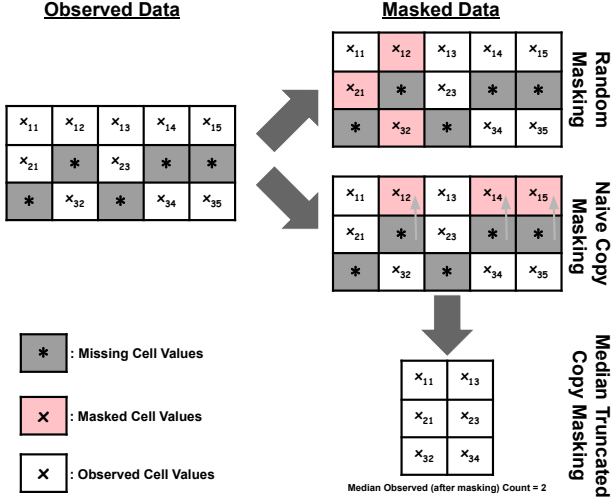 Observed Data
Masked Data
x11 x12 x13 x14 x15
x21 * x23 * *
* x32 * x34 x35
x11 x12 x13 x14 x15
x21 * x23 * *
* x32 * x34 x35
Random
Masking
x11 x12 x13 x14 x15
x21 * x23 * *
* x32 * x34 x35
Naive Copy
Masking
x11 x13
x21 x23
x32 x34
Median Truncated
Copy Masking
Median Observed (after masking) Count = 2
* : Missing Cell Values
x : Masked Cell Values
x : Observed Cell Values